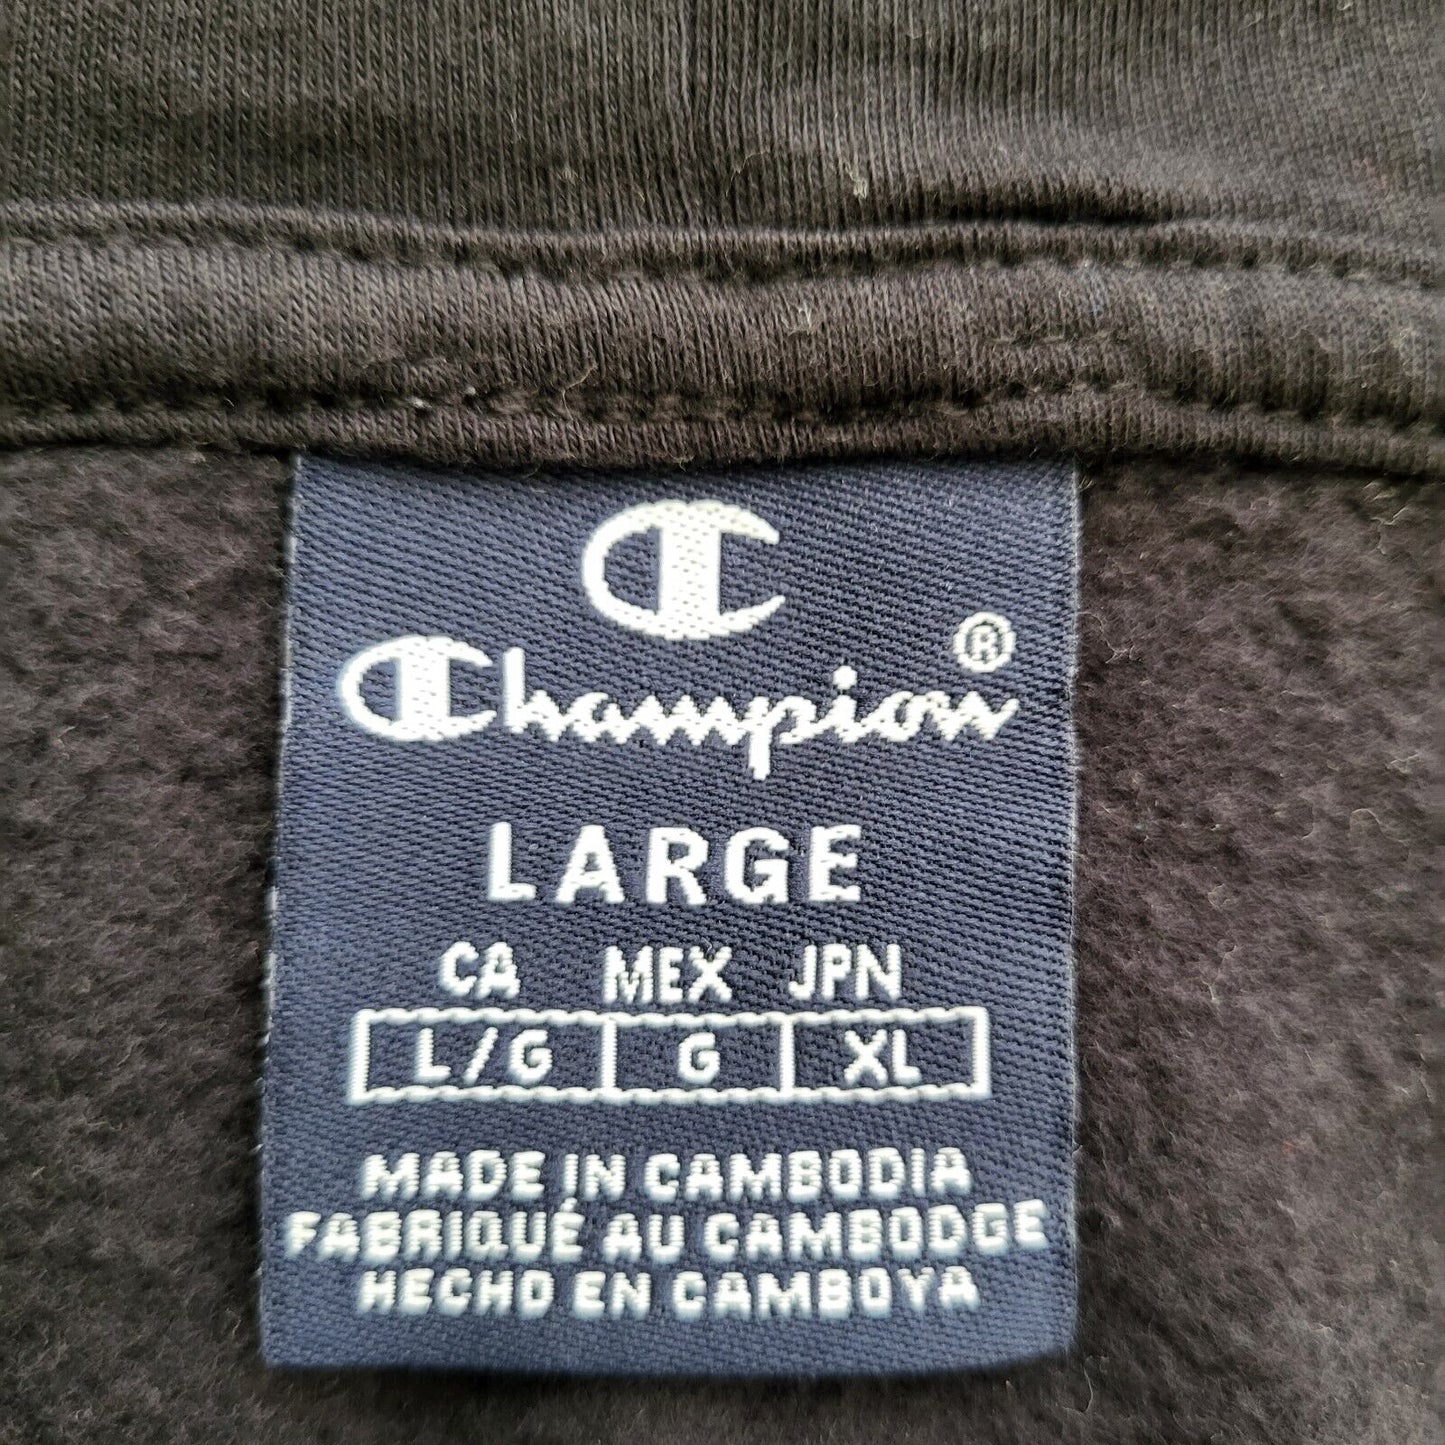 C
Champion®
LARGE
CA MEX JPN
L/G G XL
MADE IN CAMBODIA
FABRIQUÉ AU CAMBODGE
HECHO EN CAMBOYA